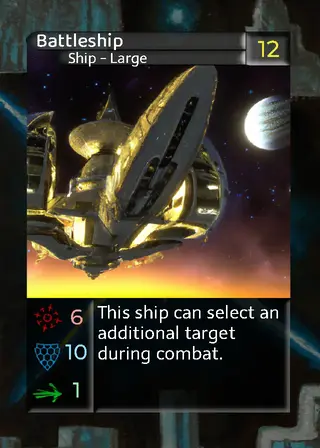 Battleship
12
Ship - Large
6
10
1
This ship can select an
additional target
during combat.